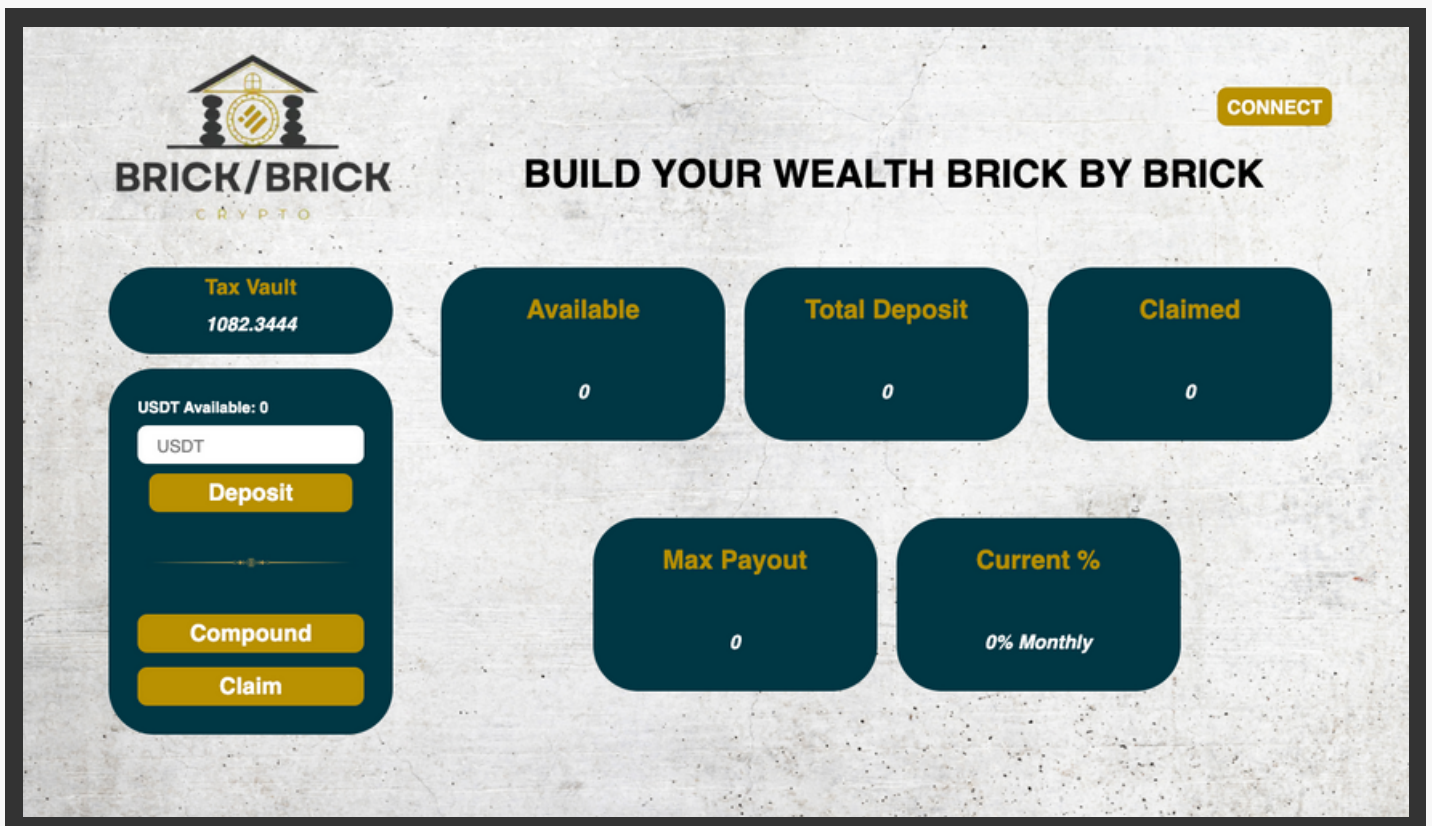 BRICK/BRICK
CRYPTO
CONNECT
BUILD YOUR WEALTH BRICK BY BRICK
Tax Vault
1082.3444
USDT Available: 0
USDT
Deposit
Compound
Claim
Available
0
Total Deposit
0
Claimed
0
Max Payout
0
Current %
0% Monthly